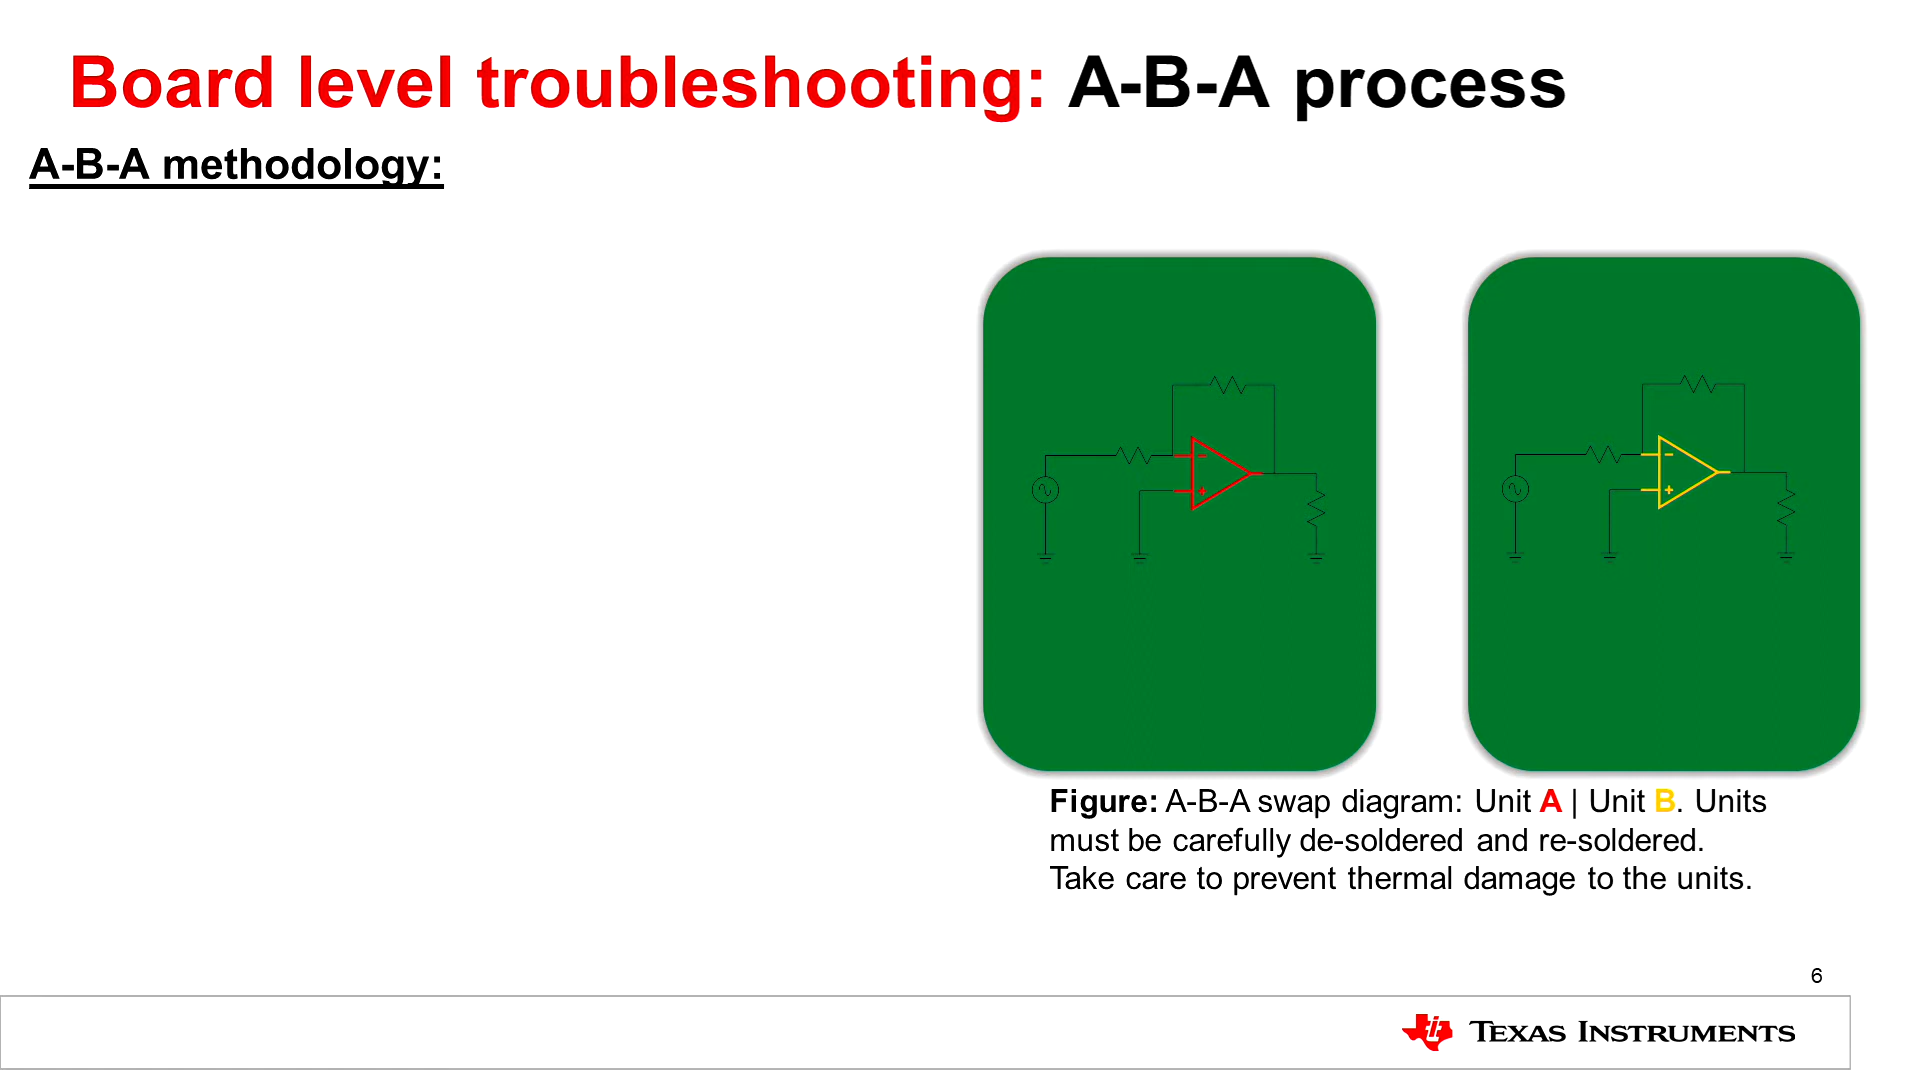 Board level troubleshooting: A-B-A process
A-B-A methodology:
Figure: A-B-A swap diagram: Unit A | Unit B. Units
must be carefully de-soldered and re-soldered.
Take care to prevent thermal damage to the units.
6
TEXAS INSTRUMENTS